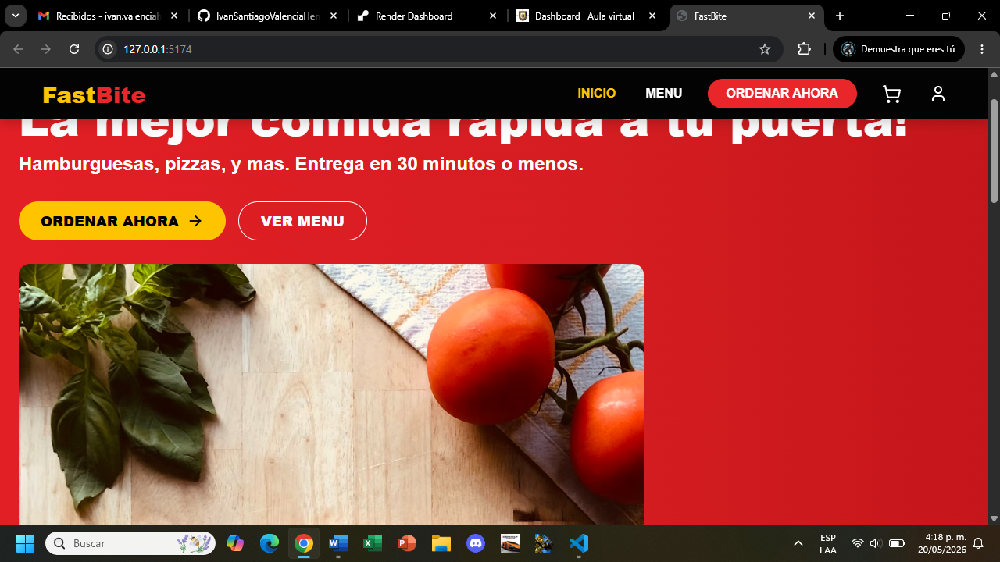 Recibidos - ivan.valencia
IvanSantiagoValenciaHer
Render Dashboard
Dashboard | Aula virtual
FastBite
127.0.0.1:5174
Demuestra que eres tú
FastBite
INICIO
MENU
ORDENAR AHORA
La mejor comida rapida a tu puerta!
Hamburguesas, pizzas, y mas. Entrega en 30 minutos o menos.
ORDENAR AHORA
VER MENU
Buscar
ESP
LAA
4:18 p. m.
20/05/2026